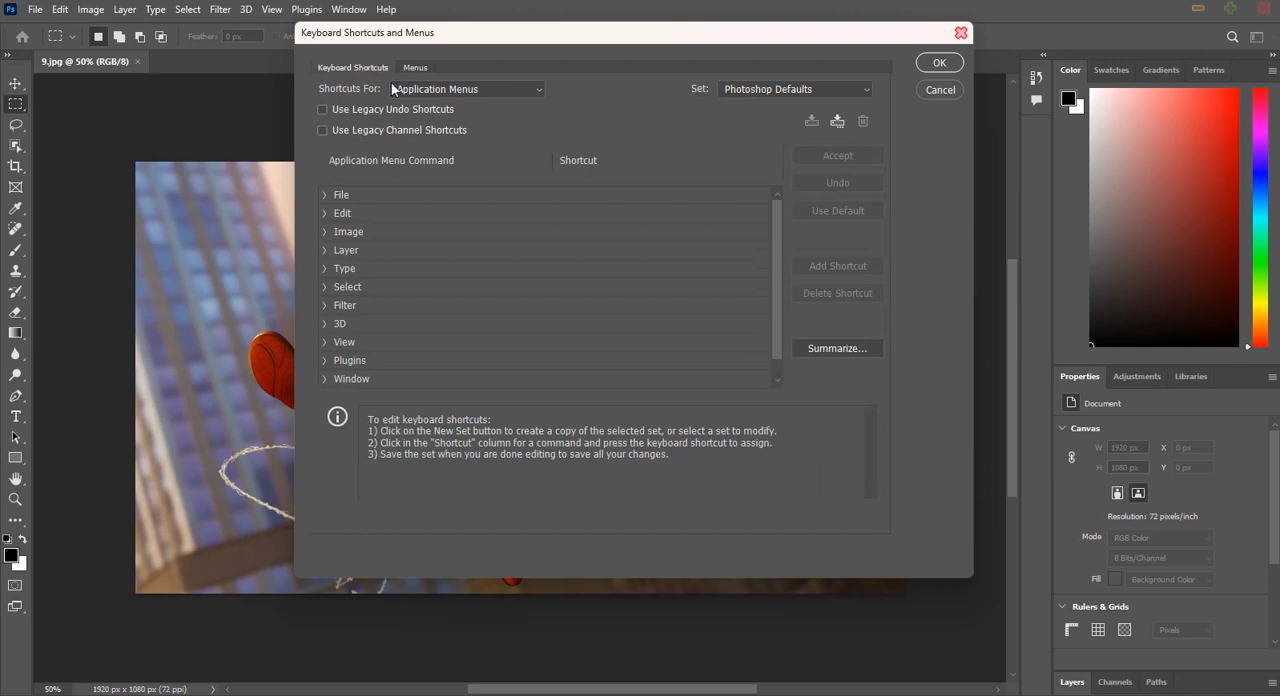 Ps File Edit Image Layer Type Select Filter 3D View Plugins Window Help
Feather: 0 px
9.jpg @ 50% (RGB/8) ×
Keyboard Shortcuts and Menus
Keyboard Shortcuts Menus
OK
Shortcuts For: Application Menus Set: Photoshop Defaults
Cancel
Use Legacy Undo Shortcuts
Use Legacy Channel Shortcuts
Application Menu Command Shortcut
Accept
Undo
Use Default
Add Shortcut
Delete Shortcut
Summarize...
File
Edit
Image
Layer
Type
Select
Filter
3D
View
Plugins
Window
To edit keyboard shortcuts:
1) Click on the New Set button to create a copy of the selected set, or select a set to modify.
2) Click in the "Shortcut" column for a command and press the keyboard shortcut to assign.
3) Save the set when you are done editing to save all your changes.
Color Swatches Gradients Patterns
Properties Adjustments Libraries
Document
Canvas
W 1920 px X 0 px
H 1080 px Y 0 px
Resolution: 72 pixels/inch
Mode RGB Color
8 Bits/Channel
Fill Background Color
Rulers & Grids
Pixels
Layers Channels Paths
50% 1920 px x 1080 px (72 ppi)